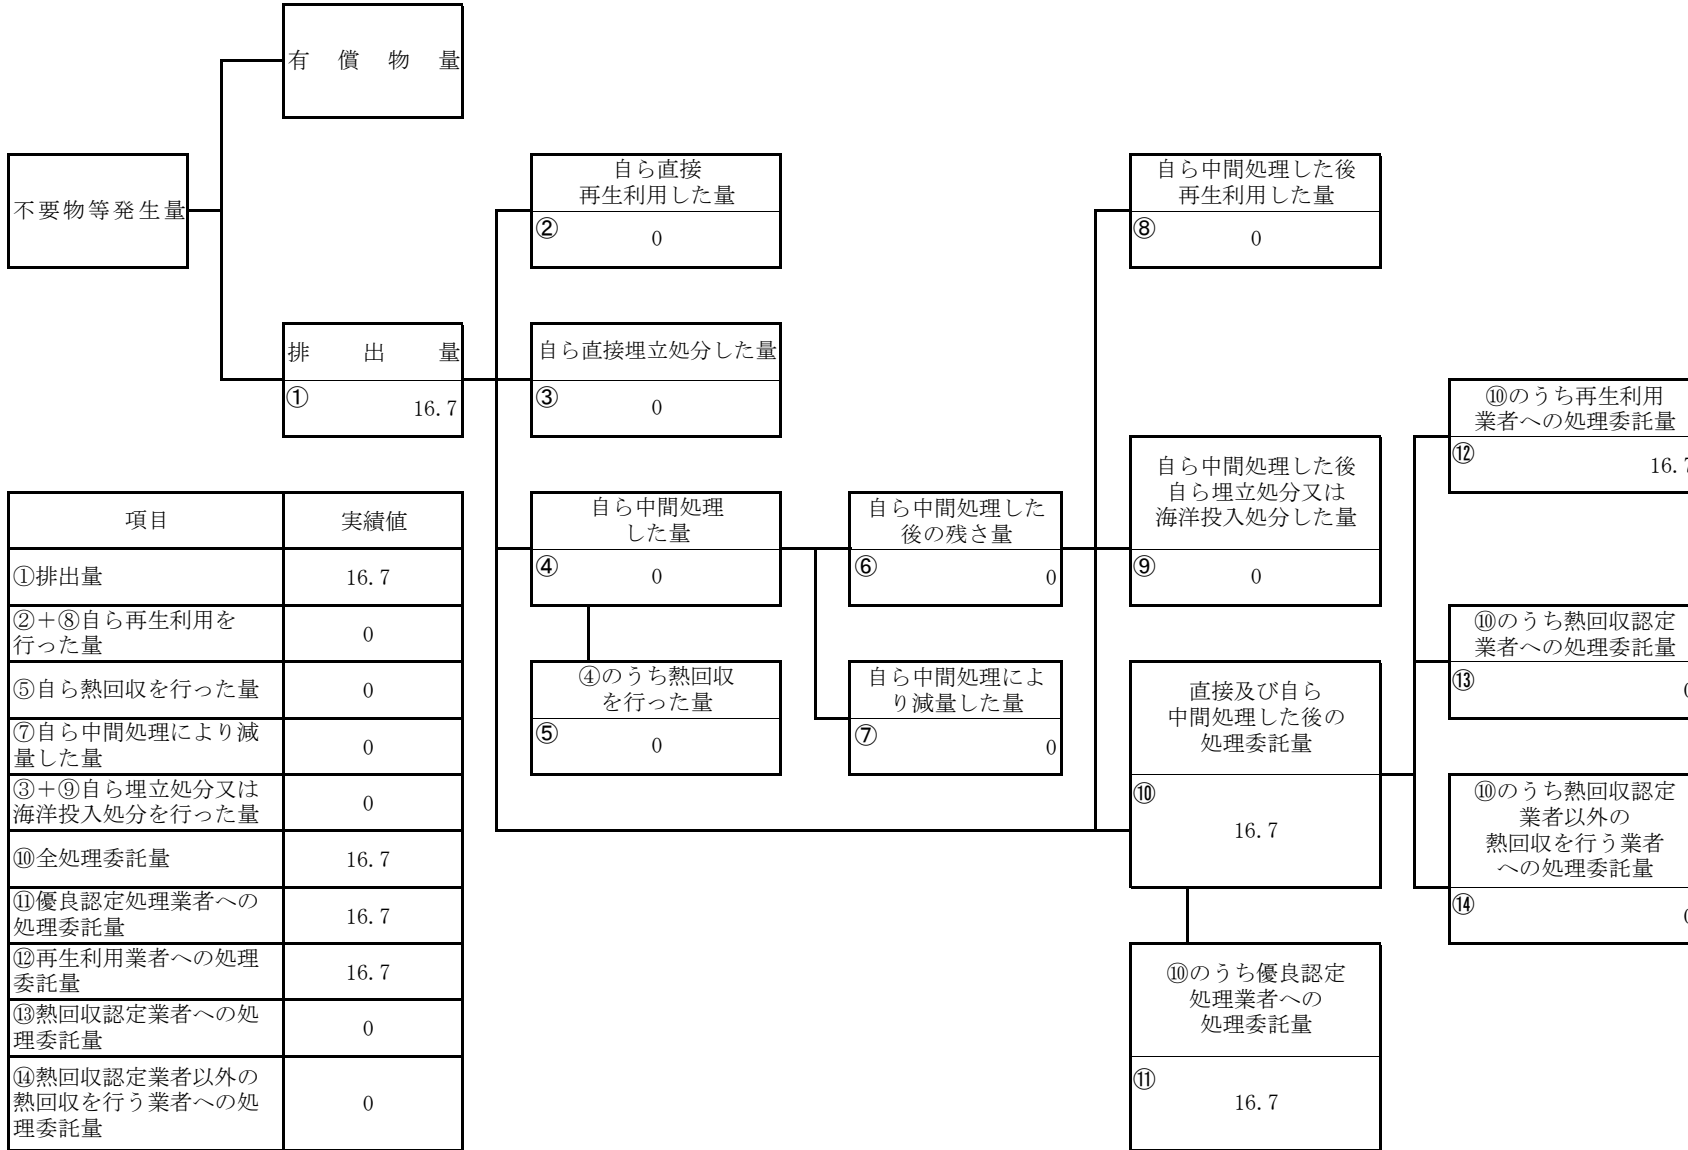 有償物量
不要物等発生量
排出量
①
16.7
自ら直接
再生利用した量
②
0
自ら直接埋立処分した量
③
0
自ら中間処理
した量
④
0
④のうち熱回収
を行った量
⑤
0
自ら中間処理した
後の残さ量
⑥
0
自ら中間処理によ
り減量した量
⑦
0
自ら中間処理した後
再生利用した量
⑧
0
自ら中間処理した後
自ら埋立処分又は
海洋投入処分した量
⑨
0
直接及び自ら
中間処理した後の
処理委託量
⑩
16.7
⑩のうち優良認定
処理業者への
処理委託量
⑪
16.7
⑩のうち再生利用
業者への処理委託量
⑫
16.7
⑩のうち熱回収認定
業者への処理委託量
⑬
0
⑩のうち熱回収認定
業者以外の
熱回収を行う業者
への処理委託量
⑭
0
項目 実績値
①排出量 16.7
②＋⑧自ら再生利用を
行った量 0
⑤自ら熱回収を行った量 0
⑦自ら中間処理により減
量した量 0
③＋⑨自ら埋立処分又は
海洋投入処分を行った量 0
⑩全処理委託量 16.7
⑪優良認定処理業者への
処理委託量 16.7
⑫再生利用業者への処理
委託量 16.7
⑬熱回収認定業者への処
理委託量 0
⑭熱回収認定業者以外の
熱回収を行う業者への処
理委託量 0